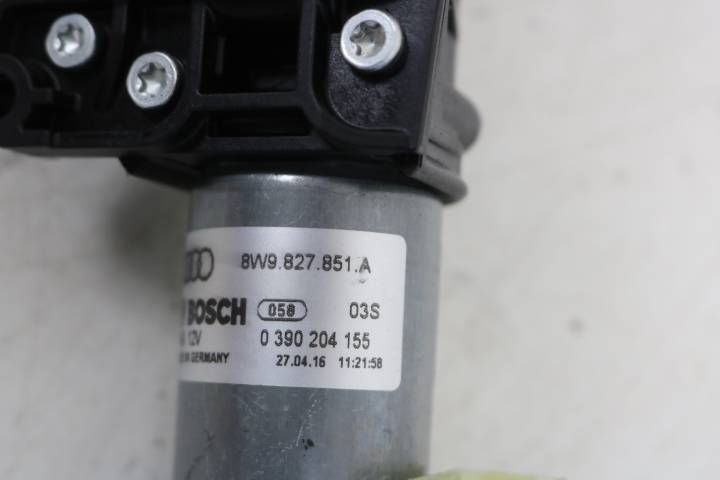 8W9.827.851.A
BOSCH 058 03S
12V 0 390 204 155
GERMANY 27.04.16 11:21:58